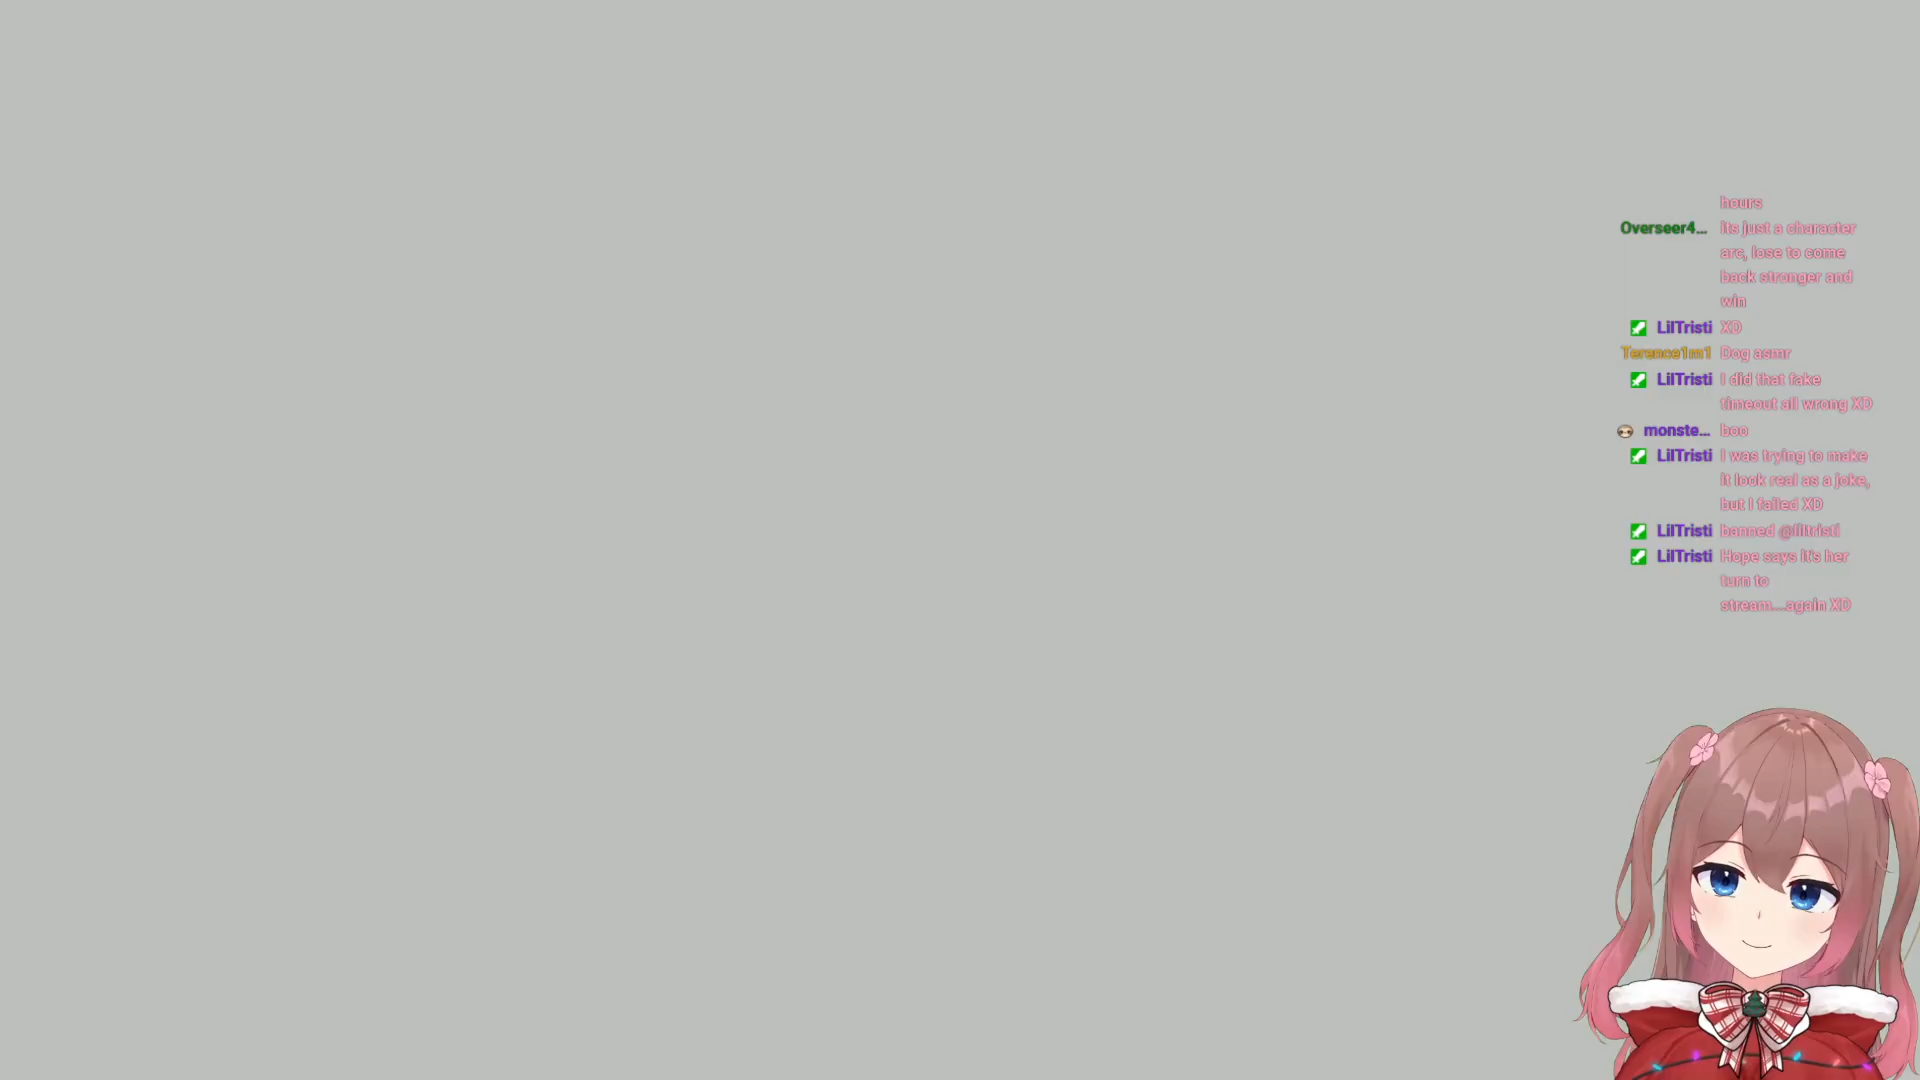 hours
Overseer4... its just a character
arc, lose to come
back stronger and
win
LilTristi XD
Terence1m1 Dog asmr
LilTristi I did that fake
timeout all wrong XD
monste... boo
LilTristi I was trying to make
it look real as a joke,
but I failed XD
LilTristi banned @liltristi
LilTristi Hope says it's her
turn to
stream...again XD